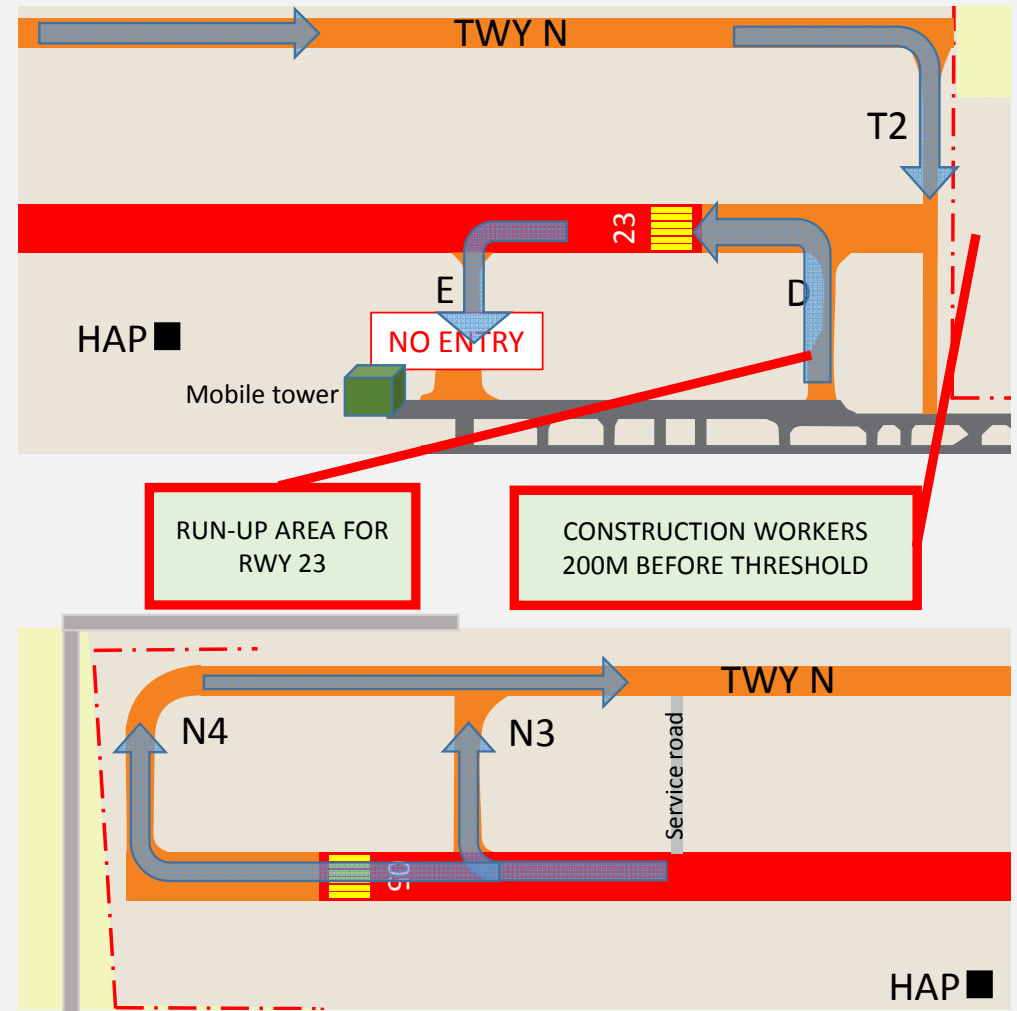 TWY N
T2
23
E
D
HAP
NO ENTRY
Mobile tower
RUN-UP AREA FOR
RWY 23
CONSTRUCTION WORKERS
200M BEFORE THRESHOLD
TWY N
N4
N3
Service road
05
HAP